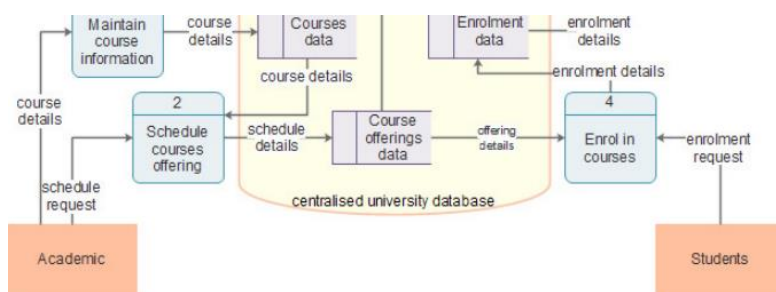 Maintain
course
information
course
details
Courses
data
Enrolment
data
enrolment
details
course details
enrolment details
course
details
2
Schedule
courses
offering
schedule
details
Course
offerings
data
offering
details
4
Enrol in
courses
enrolment
request
schedule
request
centralised university database
Academic
Students